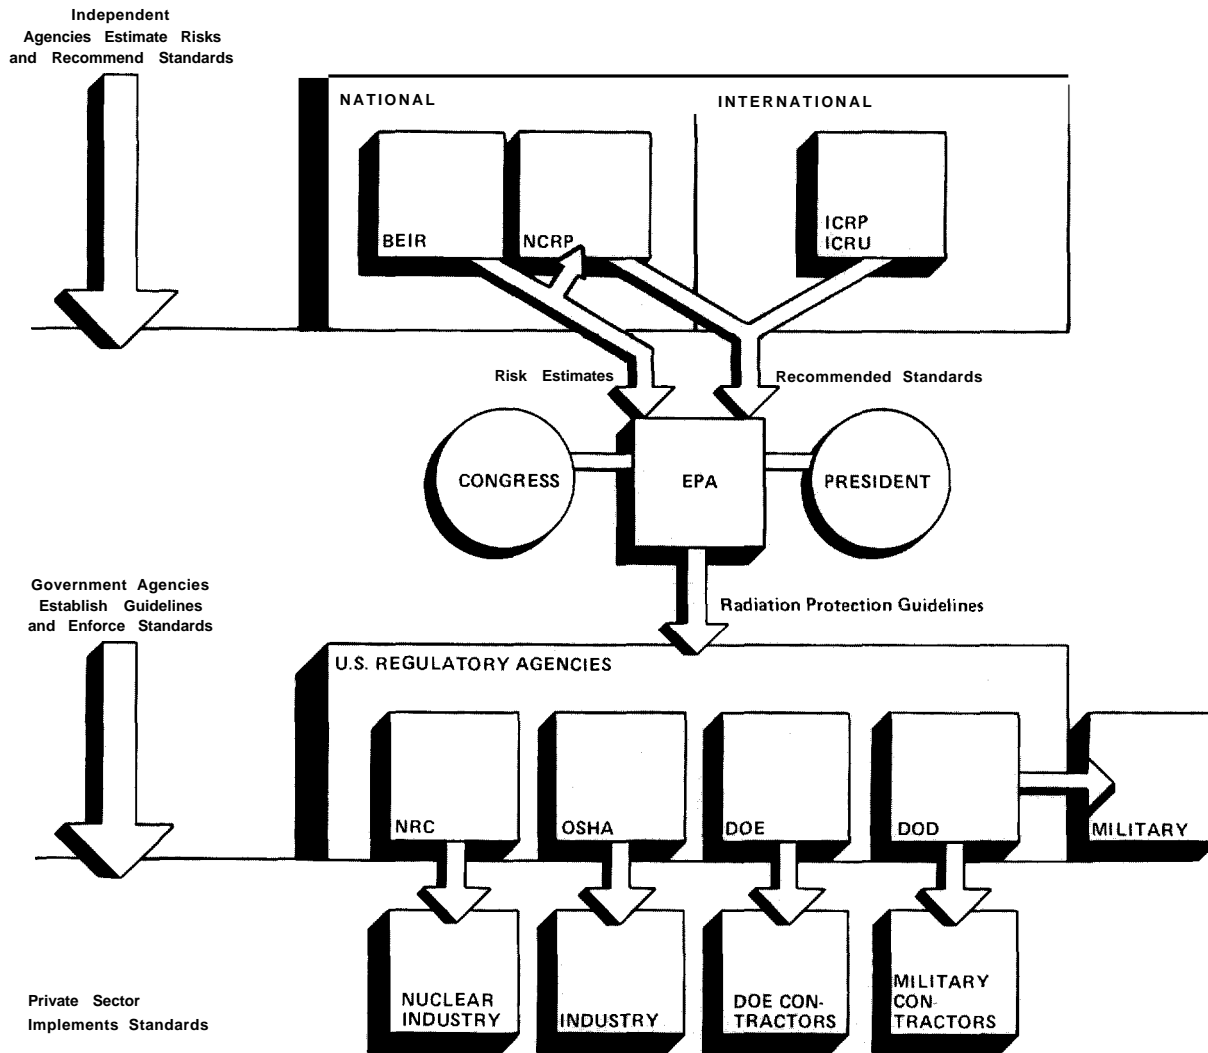 Independent
Agencies Estimate Risks
and Recommend Standards
NATIONAL
INTERNATIONAL
BEIR
NCRP
ICRP
ICRU
Risk Estimates
Recommended Standards
CONGRESS
EPA
PRESIDENT
Government Agencies
Establish Guidelines
and Enforce Standards
Radiation Protection Guidelines
U.S. REGULATORY AGENCIES
NRC
OSHA
DOE
DOD
MILITARY
Private Sector
Implements Standards
NUCLEAR
INDUSTRY
INDUSTRY
DOE CON-
TRACTORS
MILITARY
CON-
TRACTORS